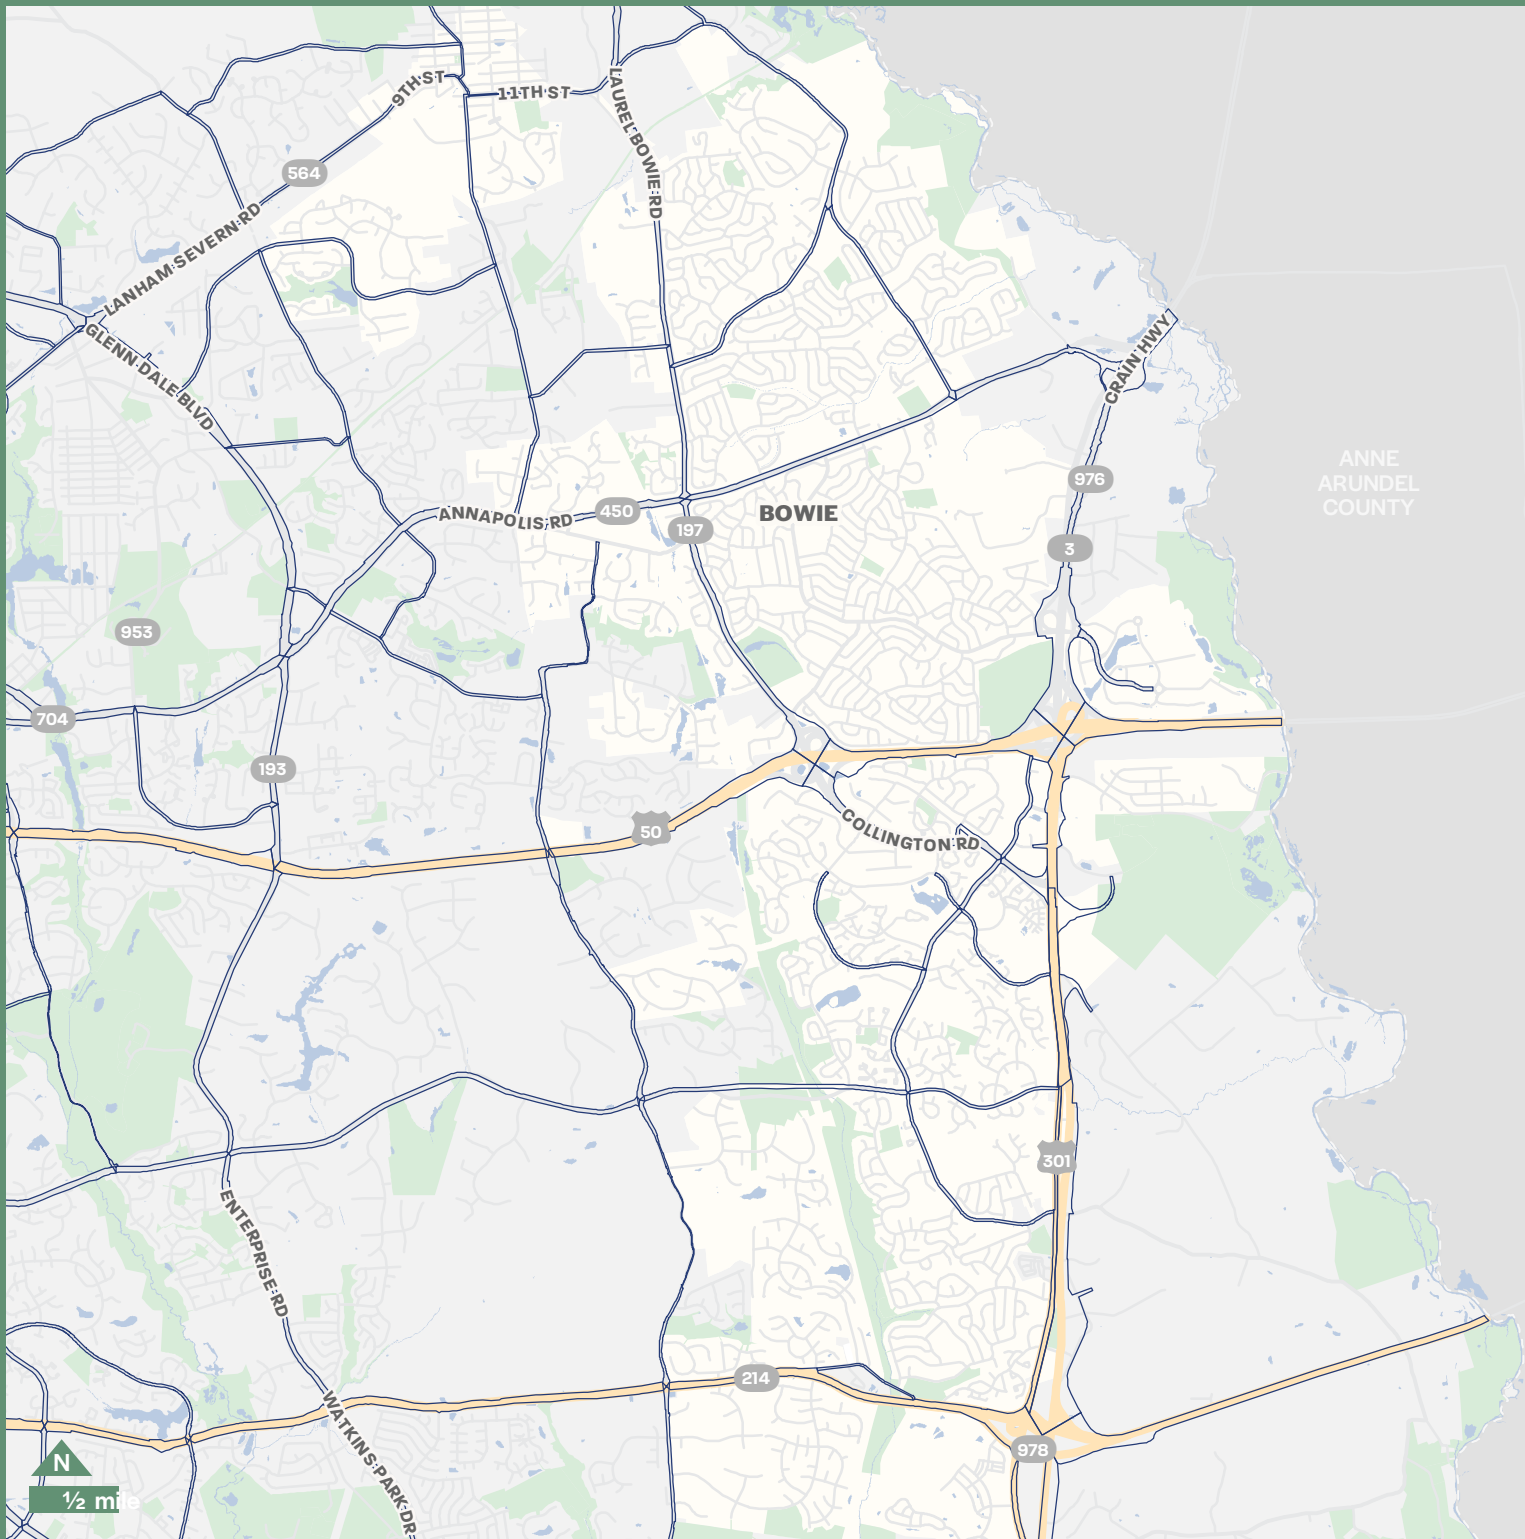 9TH ST
11TH ST
LAUREL BOWIE RD
564
LANHAM SEVERN RD
GLENN DALE BLVD
CRAIN HWY
ANNE
ARUNDEL
COUNTY
976
ANNAPOLIS RD
450
BOWIE
197
3
953
704
193
50
COLLINGTON RD
301
ENTERPRISE RD
214
WATKINS PARK DR
978
N
½ mile